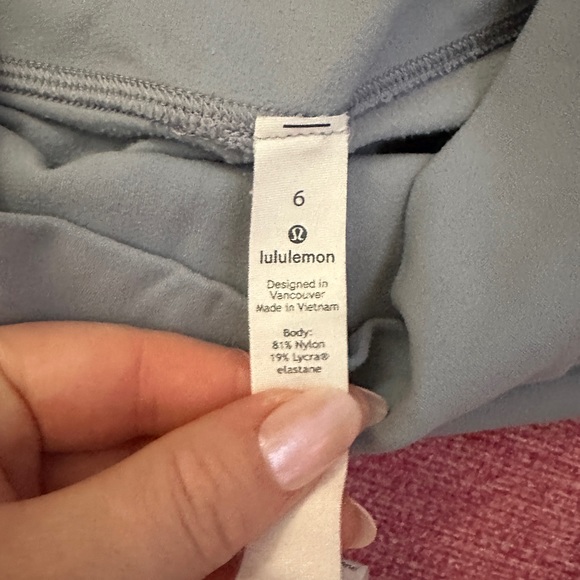 6
lululemon
Designed in
Vancouver
Made in Vietnam
Body:
81% Nylon
19% Lycra®
elastane